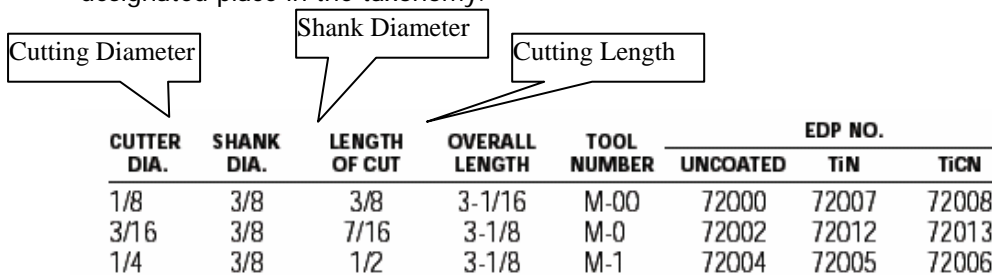 designated place in the taxonomy.
Shank Diameter
Cutting Diameter
Cutting Length
EDP NO.
CUTTER SHANK LENGTH OVERALL TOOL
DIA. DIA. OF CUT LENGTH NUMBER UNCOATED TiN TiCN
1/8 3/8 3/8 3-1/16 M-00 72000 72007 72008
3/16 3/8 7/16 3-1/8 M-0 72002 72012 72013
1/4 3/8 1/2 3-1/8 M-1 72004 72005 72006